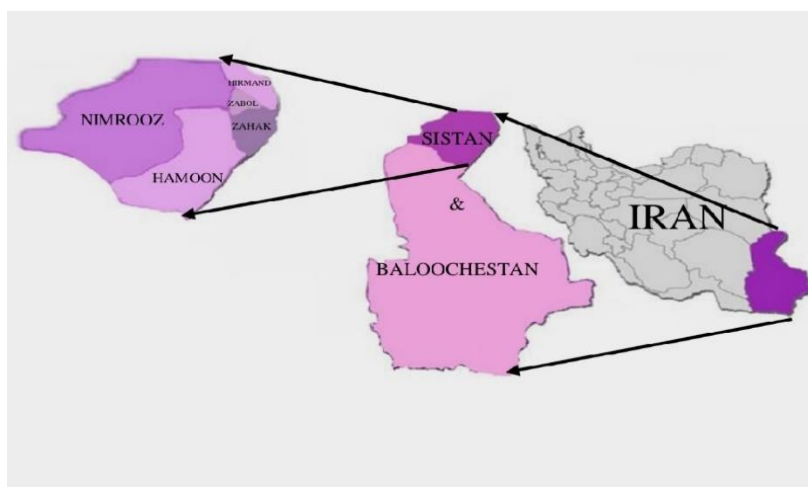 HIRMAND
ZABOL
NIMROOZ
ZAHAK
HAMOON
SISTAN
&
BALOOCHESTAN
IRAN